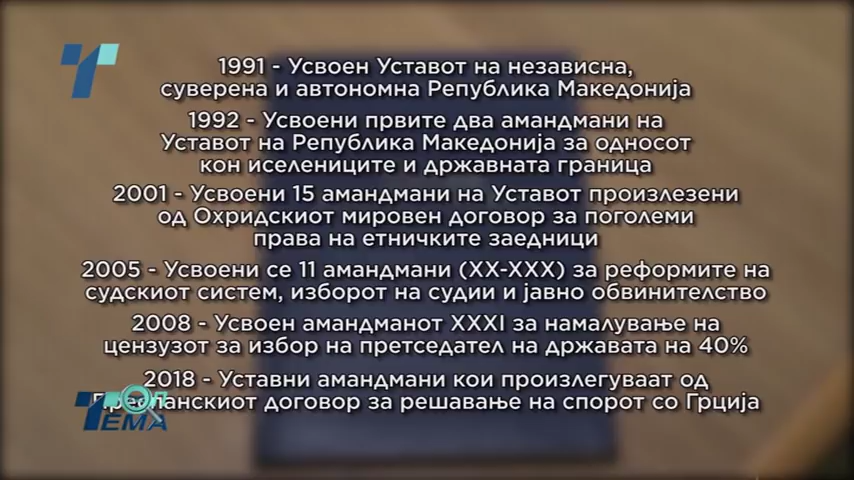 1991 - Усвоен Уставот на независна,
суверена и автономна Република Македонија
1992 - Усвоени првите два амандмани на
Уставот на Република Македонија за односот
кон иселениците и државната граница
2001 - Усвоени 15 амандмани на Уставот произлезени
од Охридскиот мировен договор за поголеми
права на етничките заедници
2005 - Усвоени се 11 амандмани (XX-XXX) за реформите на
судскиот систем, изборот на судии и јавно обвинителство
2008 - Усвоен амандманот XXXI за намалување на
цензузот за избор на претседател на државата на 40%
2018 - Уставни амандмани кои произлегуваат од
Преспанскиот договор за решавање на спорот со Грција
ТОП
ТЕМА